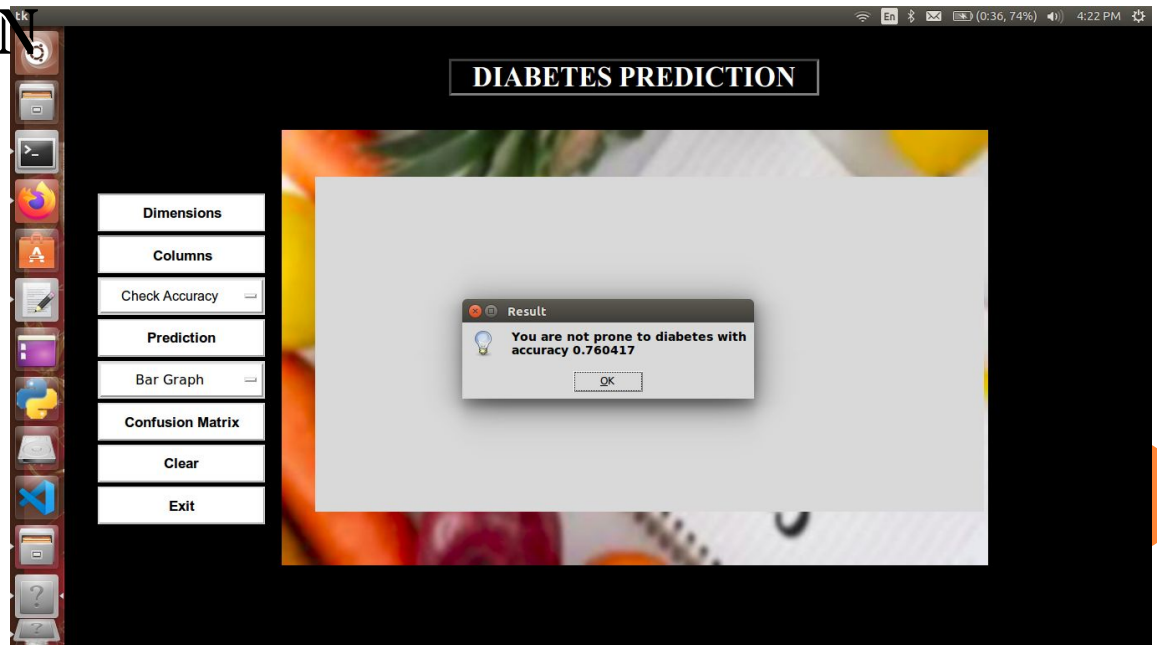 N
tk
En
(0:36, 74%)
4:22 PM
DIABETES PREDICTION
Dimensions
Columns
Check Accuracy
Prediction
Bar Graph
Confusion Matrix
Clear
Exit
Result
You are not prone to diabetes with
accuracy 0.760417
OK